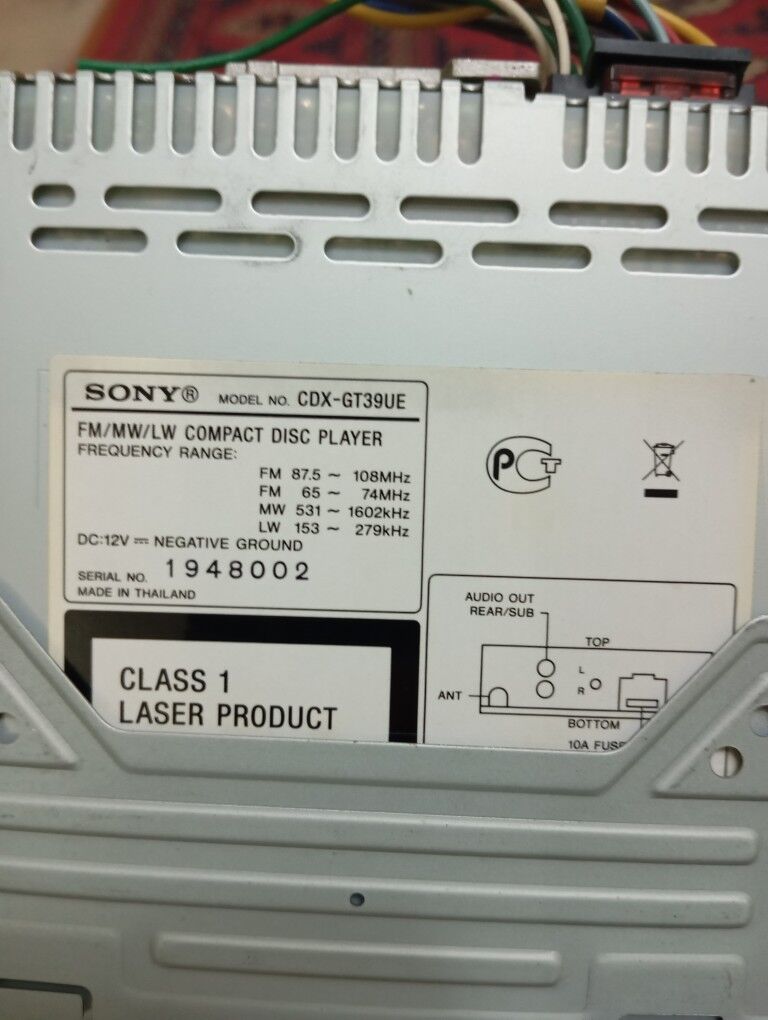 SONY® MODEL NO. CDX-GT39UE
FM/MW/LW COMPACT DISC PLAYER
FREQUENCY RANGE:
FM 87.5 ~ 108MHz
FM 65 ~ 74MHz
MW 531 ~ 1602kHz
LW 153 ~ 279kHz
DC:12V ⎓ NEGATIVE GROUND
SERIAL NO. 1948002
MADE IN THAILAND
CLASS 1
LASER PRODUCT
РСТ
AUDIO OUT
REAR/SUB
TOP
L
R
ANT
BOTTOM
10A FUSE